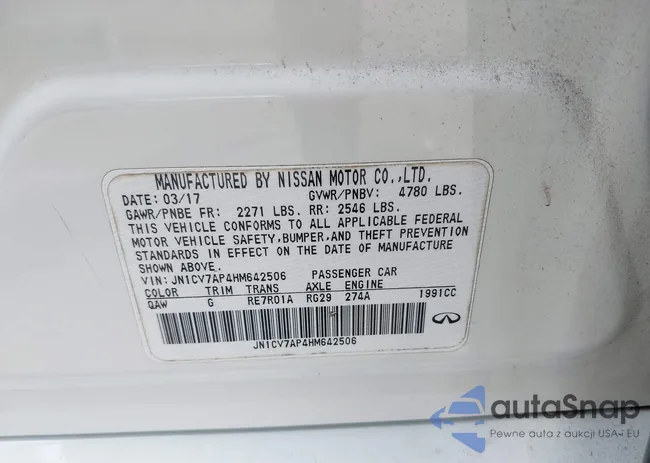 MANUFACTURED BY NISSAN MOTOR CO.,LTD.
DATE: 03/17 GVWR/PNBV: 4780 LBS.
GAWR/PNBE FR: 2271 LBS. RR: 2546 LBS.
THIS VEHICLE CONFORMS TO ALL APPLICABLE FEDERAL
MOTOR VEHICLE SAFETY, BUMPER, AND THEFT PREVENTION
STANDARDS IN EFFECT ON THE DATE OF MANUFACTURE
SHOWN ABOVE.
VIN: JN1CV7AP4HM642506 PASSENGER CAR
COLOR TRIM TRANS AXLE ENGINE
QAW G RE7R01A RG29 274A 1991CC
JN1CV7AP4HM642506
autaSnap
Pewne auta z aukcji USA - EU